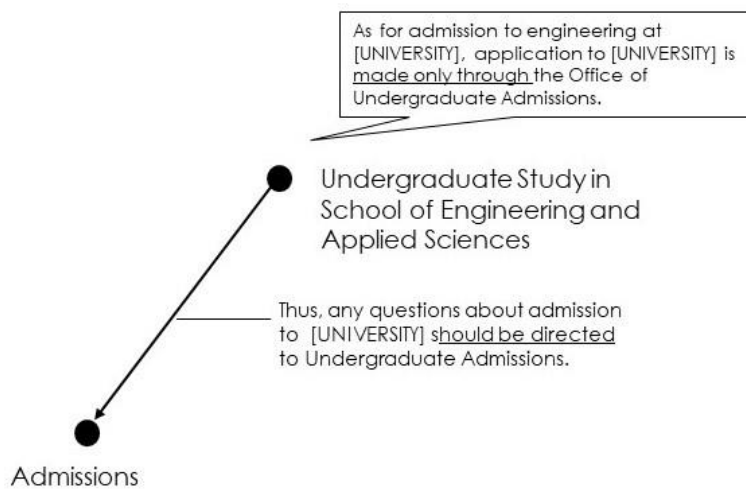 As for admission to engineering at
[UNIVERSITY], application to [UNIVERSITY] is
made only through the Office of
Undergraduate Admissions.
Undergraduate Study in
School of Engineering and
Applied Sciences
Thus, any questions about admission
to [UNIVERSITY] should be directed
to Undergraduate Admissions.
Admissions